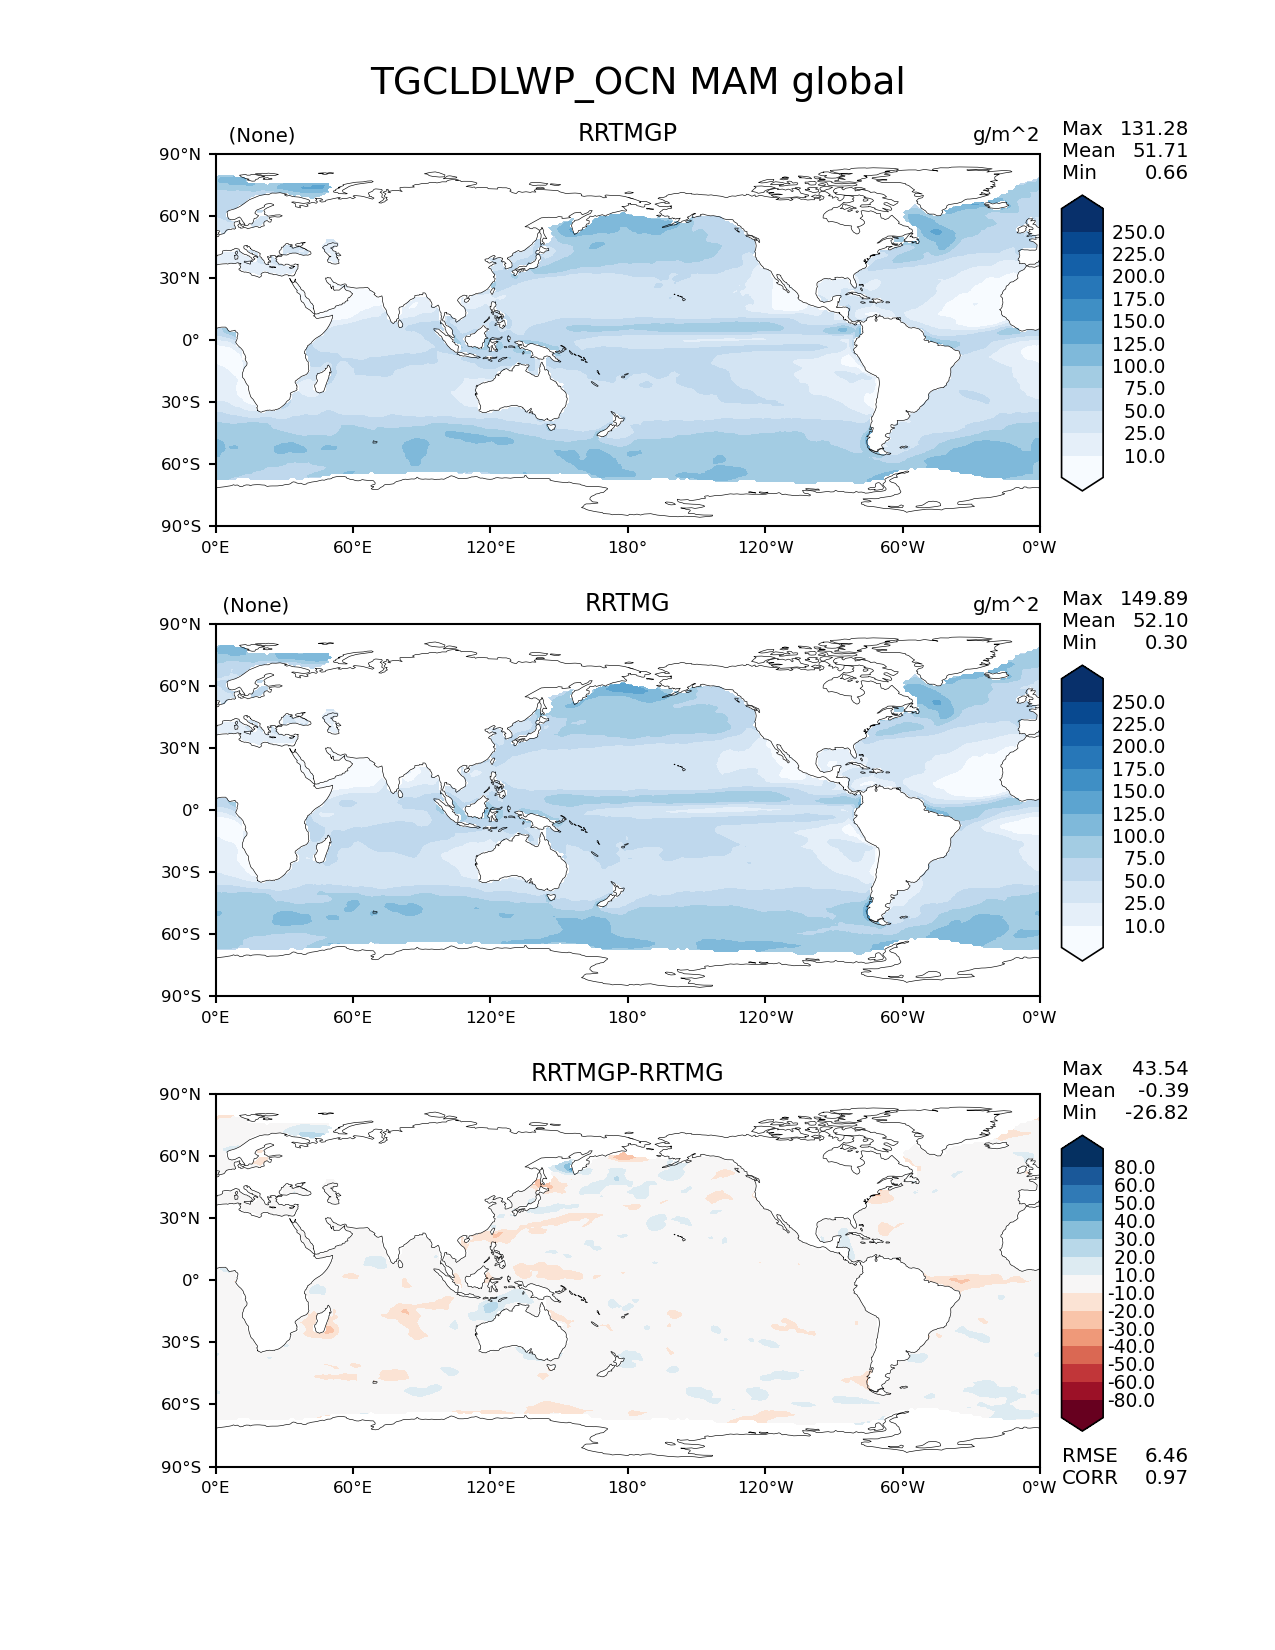 TGCLDLWP_OCN MAM global
(None) RRTMGP g/m^2
Max 131.28
Mean 51.71
Min 0.66
90°N
60°N
30°N
0°
30°S
60°S
90°S
0°E 60°E 120°E 180° 120°W 60°W 0°W
250.0
225.0
200.0
175.0
150.0
125.0
100.0
75.0
50.0
25.0
10.0
(None) RRTMG g/m^2
Max 149.89
Mean 52.10
Min 0.30
90°N
60°N
30°N
0°
30°S
60°S
90°S
0°E 60°E 120°E 180° 120°W 60°W 0°W
250.0
225.0
200.0
175.0
150.0
125.0
100.0
75.0
50.0
25.0
10.0
RRTMGP-RRTMG
Max 43.54
Mean -0.39
Min -26.82
90°N
60°N
30°N
0°
30°S
60°S
90°S
0°E 60°E 120°E 180° 120°W 60°W 0°W
80.0
60.0
50.0
40.0
30.0
20.0
10.0
-10.0
-20.0
-30.0
-40.0
-50.0
-60.0
-80.0
RMSE 6.46
CORR 0.97